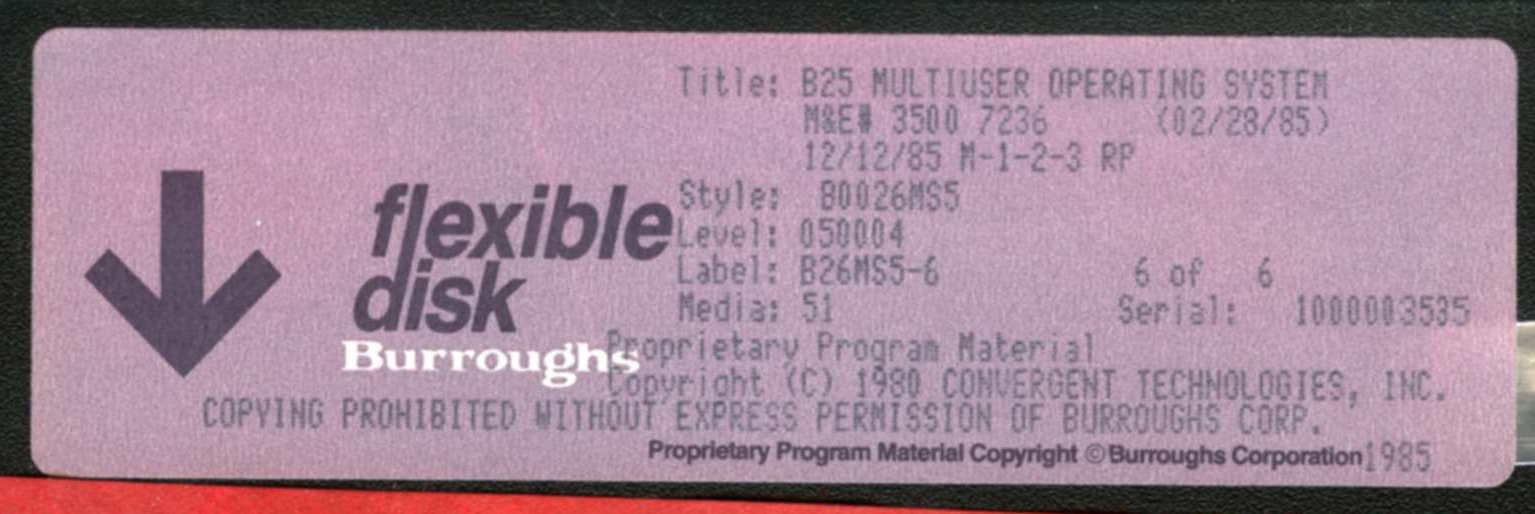 Title: B25 MULTIUSER OPERATING SYSTEM
M&E# 3500 7236 (02/28/85)
12/12/85 M-1-2-3 RP
flexible
disk
Burroughs
Style: B0026MS5
Level: 050004
Label: B26MS5-6 6 of 6
Media: 51 Serial: 1000003535
Proprietary Program Material
Copyright (C) 1980 CONVERGENT TECHNOLOGIES, INC.
COPYING PROHIBITED WITHOUT EXPRESS PERMISSION OF BURROUGHS CORP.
Proprietary Program Material Copyright © Burroughs Corporation 1985